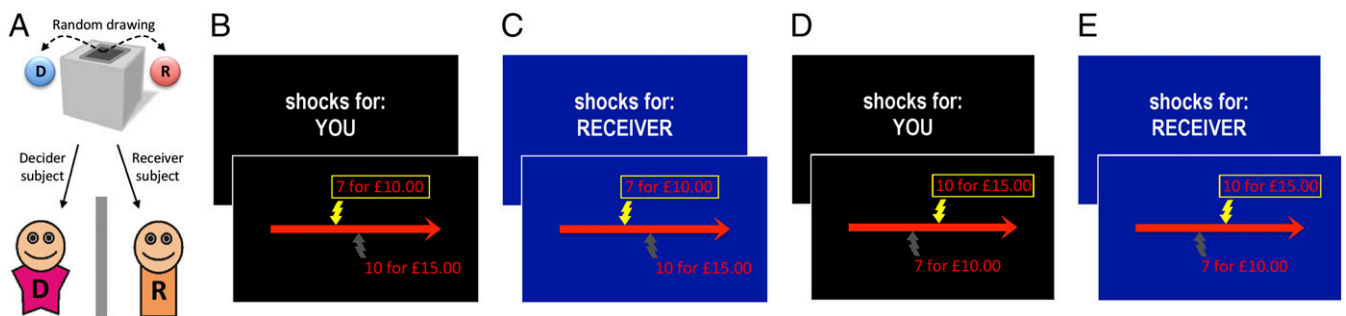 A
Random drawing
D
R
Decider
subject
Receiver
subject
D
R
B
shocks for:
YOU
7 for £10.00
10 for £15.00
C
shocks for:
RECEIVER
7 for £10.00
10 for £15.00
D
shocks for:
YOU
10 for £15.00
7 for £10.00
E
shocks for:
RECEIVER
10 for £15.00
7 for £10.00